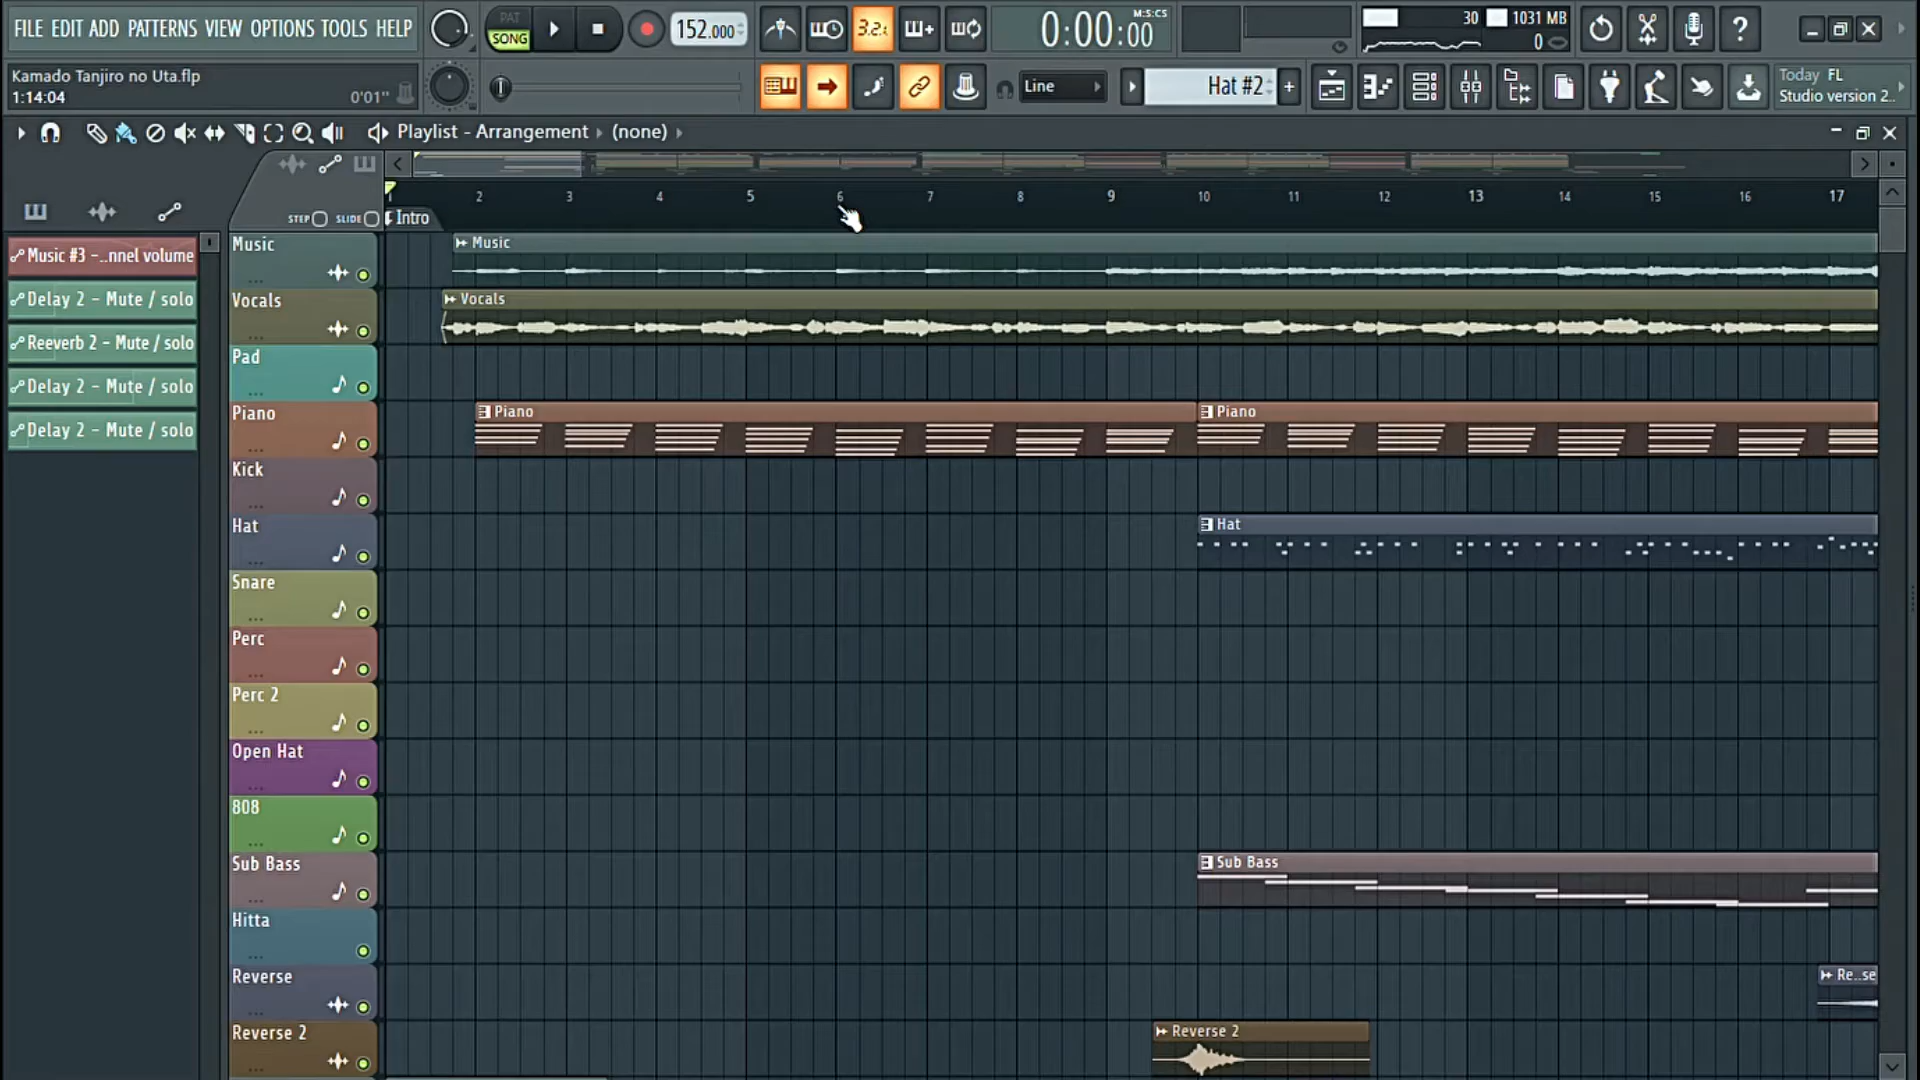 FILE EDIT ADD PATTERNS VIEW OPTIONS TOOLS HELP
PAT
SONG
152.000
3.2.
0:00:00
M:S:CS
30
1031 MB
0
Kamado Tanjiro no Uta.flp
1:14:04
0'01"
Line
Hat #2
Today FL
Studio version 2..
Playlist - Arrangement
(none)
1 2 3 4 5 6 7 8 9 10 11 12 13 14 15 16 17
STEP SLIDE
Intro
Music #3 -..nnel volume
Delay 2 - Mute / solo
Reeverb 2 - Mute / solo
Delay 2 - Mute / solo
Delay 2 - Mute / solo
Music
Music
Vocals
Vocals
Pad
Piano
Piano
Piano
Kick
Hat
Hat
Snare
Perc
Perc 2
Open Hat
808
Sub Bass
Sub Bass
Hitta
Reverse
Re..se
Reverse 2
Reverse 2